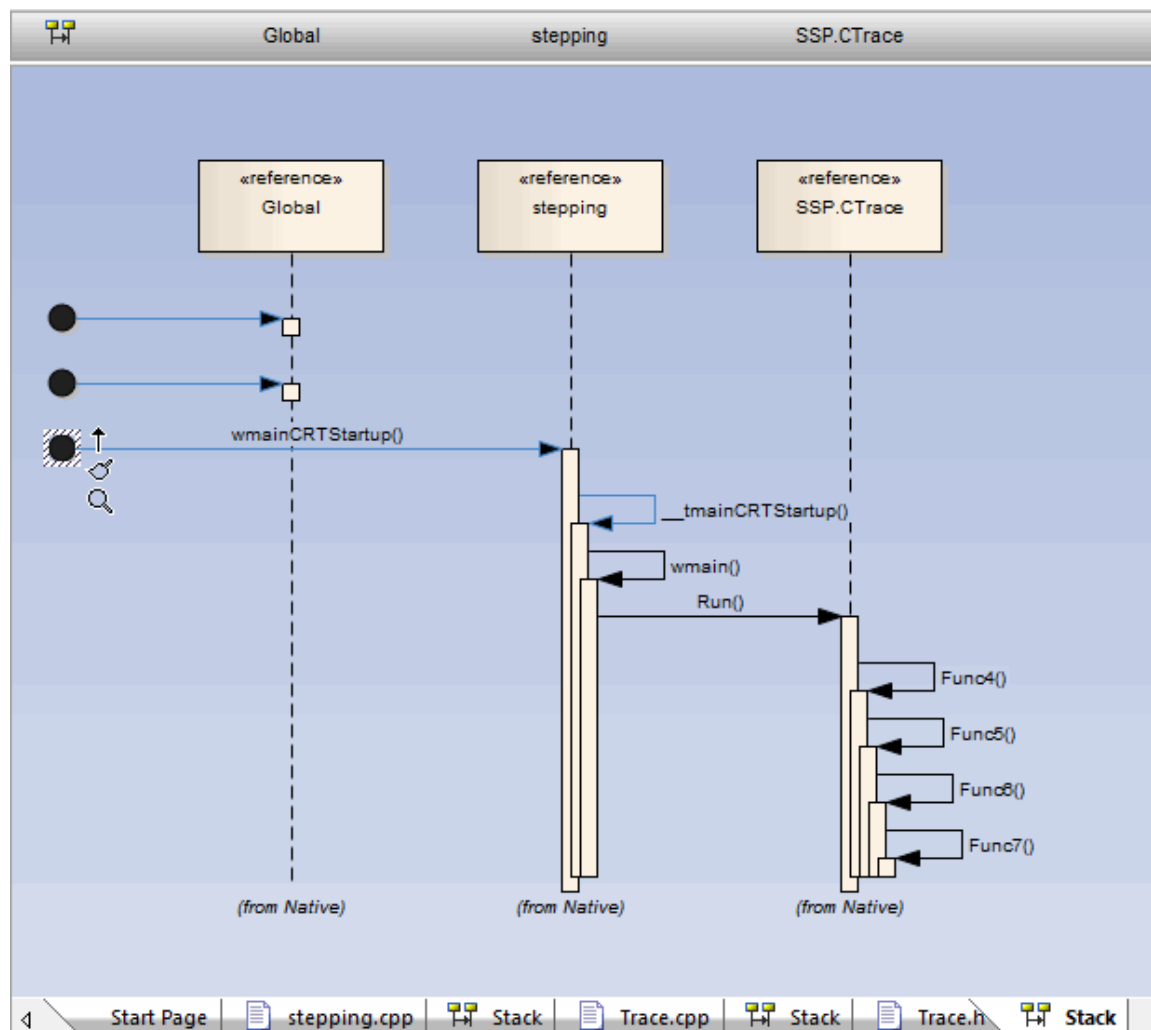 Global stepping SSP.CTrace
«reference» «reference» «reference»
Global stepping SSP.CTrace
wmainCRTStartup()
__tmainCRTStartup()
wmain()
Run()
Func4()
Func5()
Func6()
Func7()
(from Native) (from Native) (from Native)
Start Page stepping.cpp Stack Trace.cpp Stack Trace.h Stack